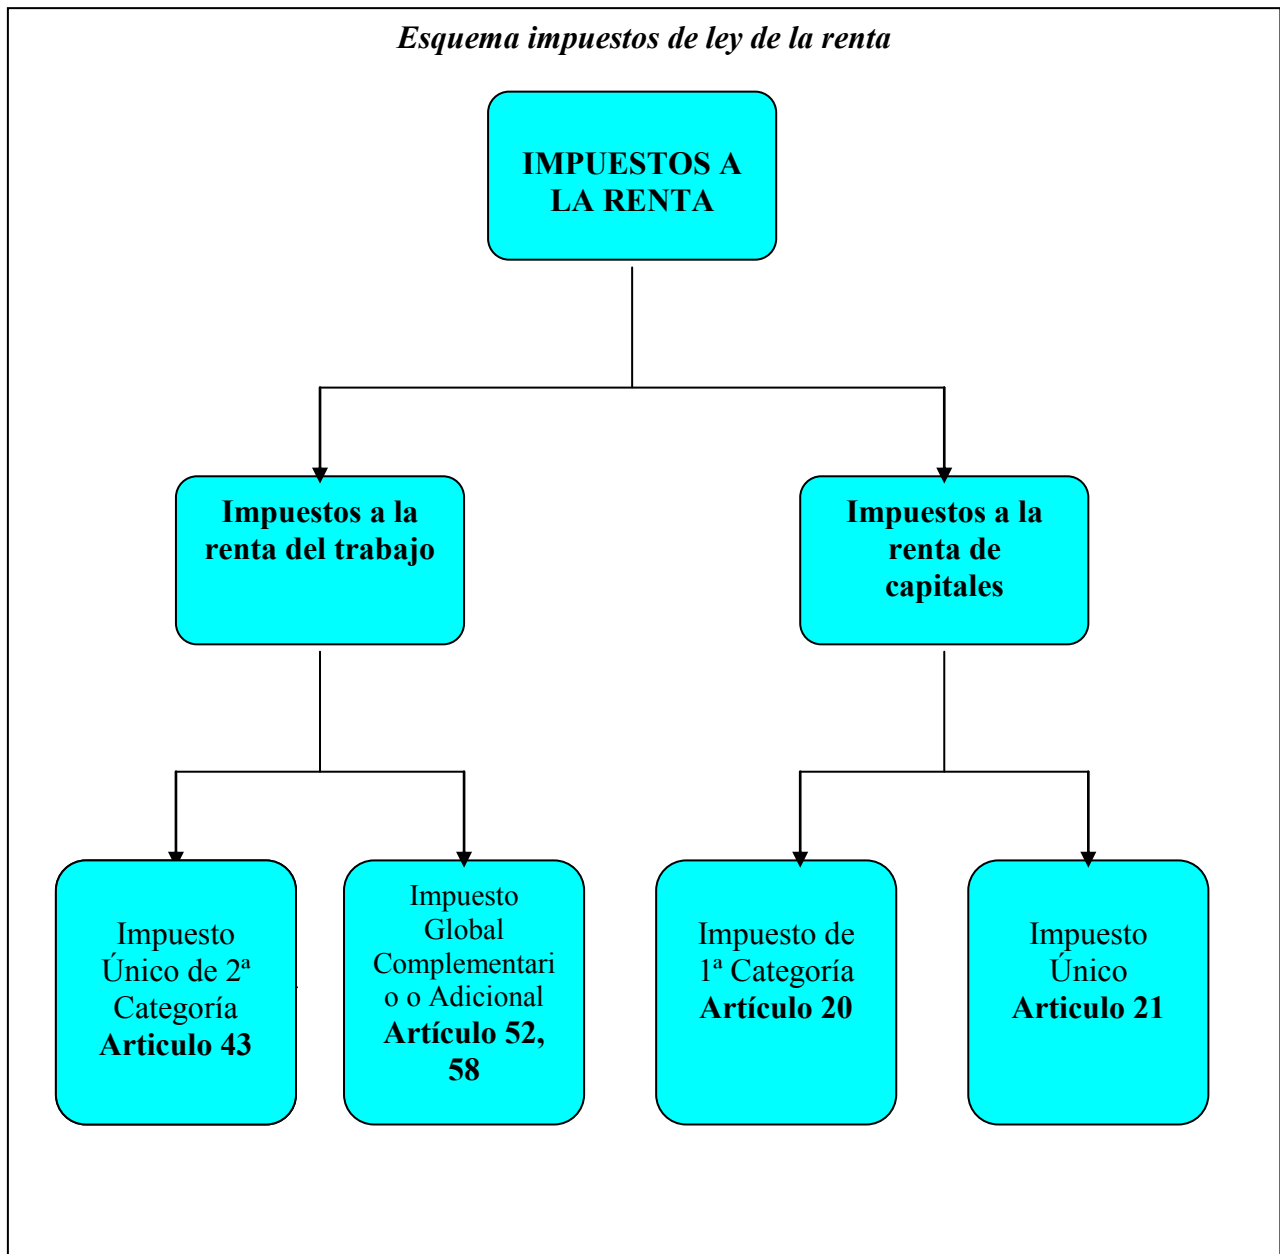 Esquema impuestos de ley de la renta
IMPUESTOS A
LA RENTA
Impuestos a la
renta del trabajo
Impuestos a la
renta de
capitales
Impuesto
Único de 2ª
Categoría
Articulo 43
Impuesto
Global
Complementari
o o Adicional
Artículo 52,
58
Impuesto de
1ª Categoría
Artículo 20
Impuesto
Único
Articulo 21